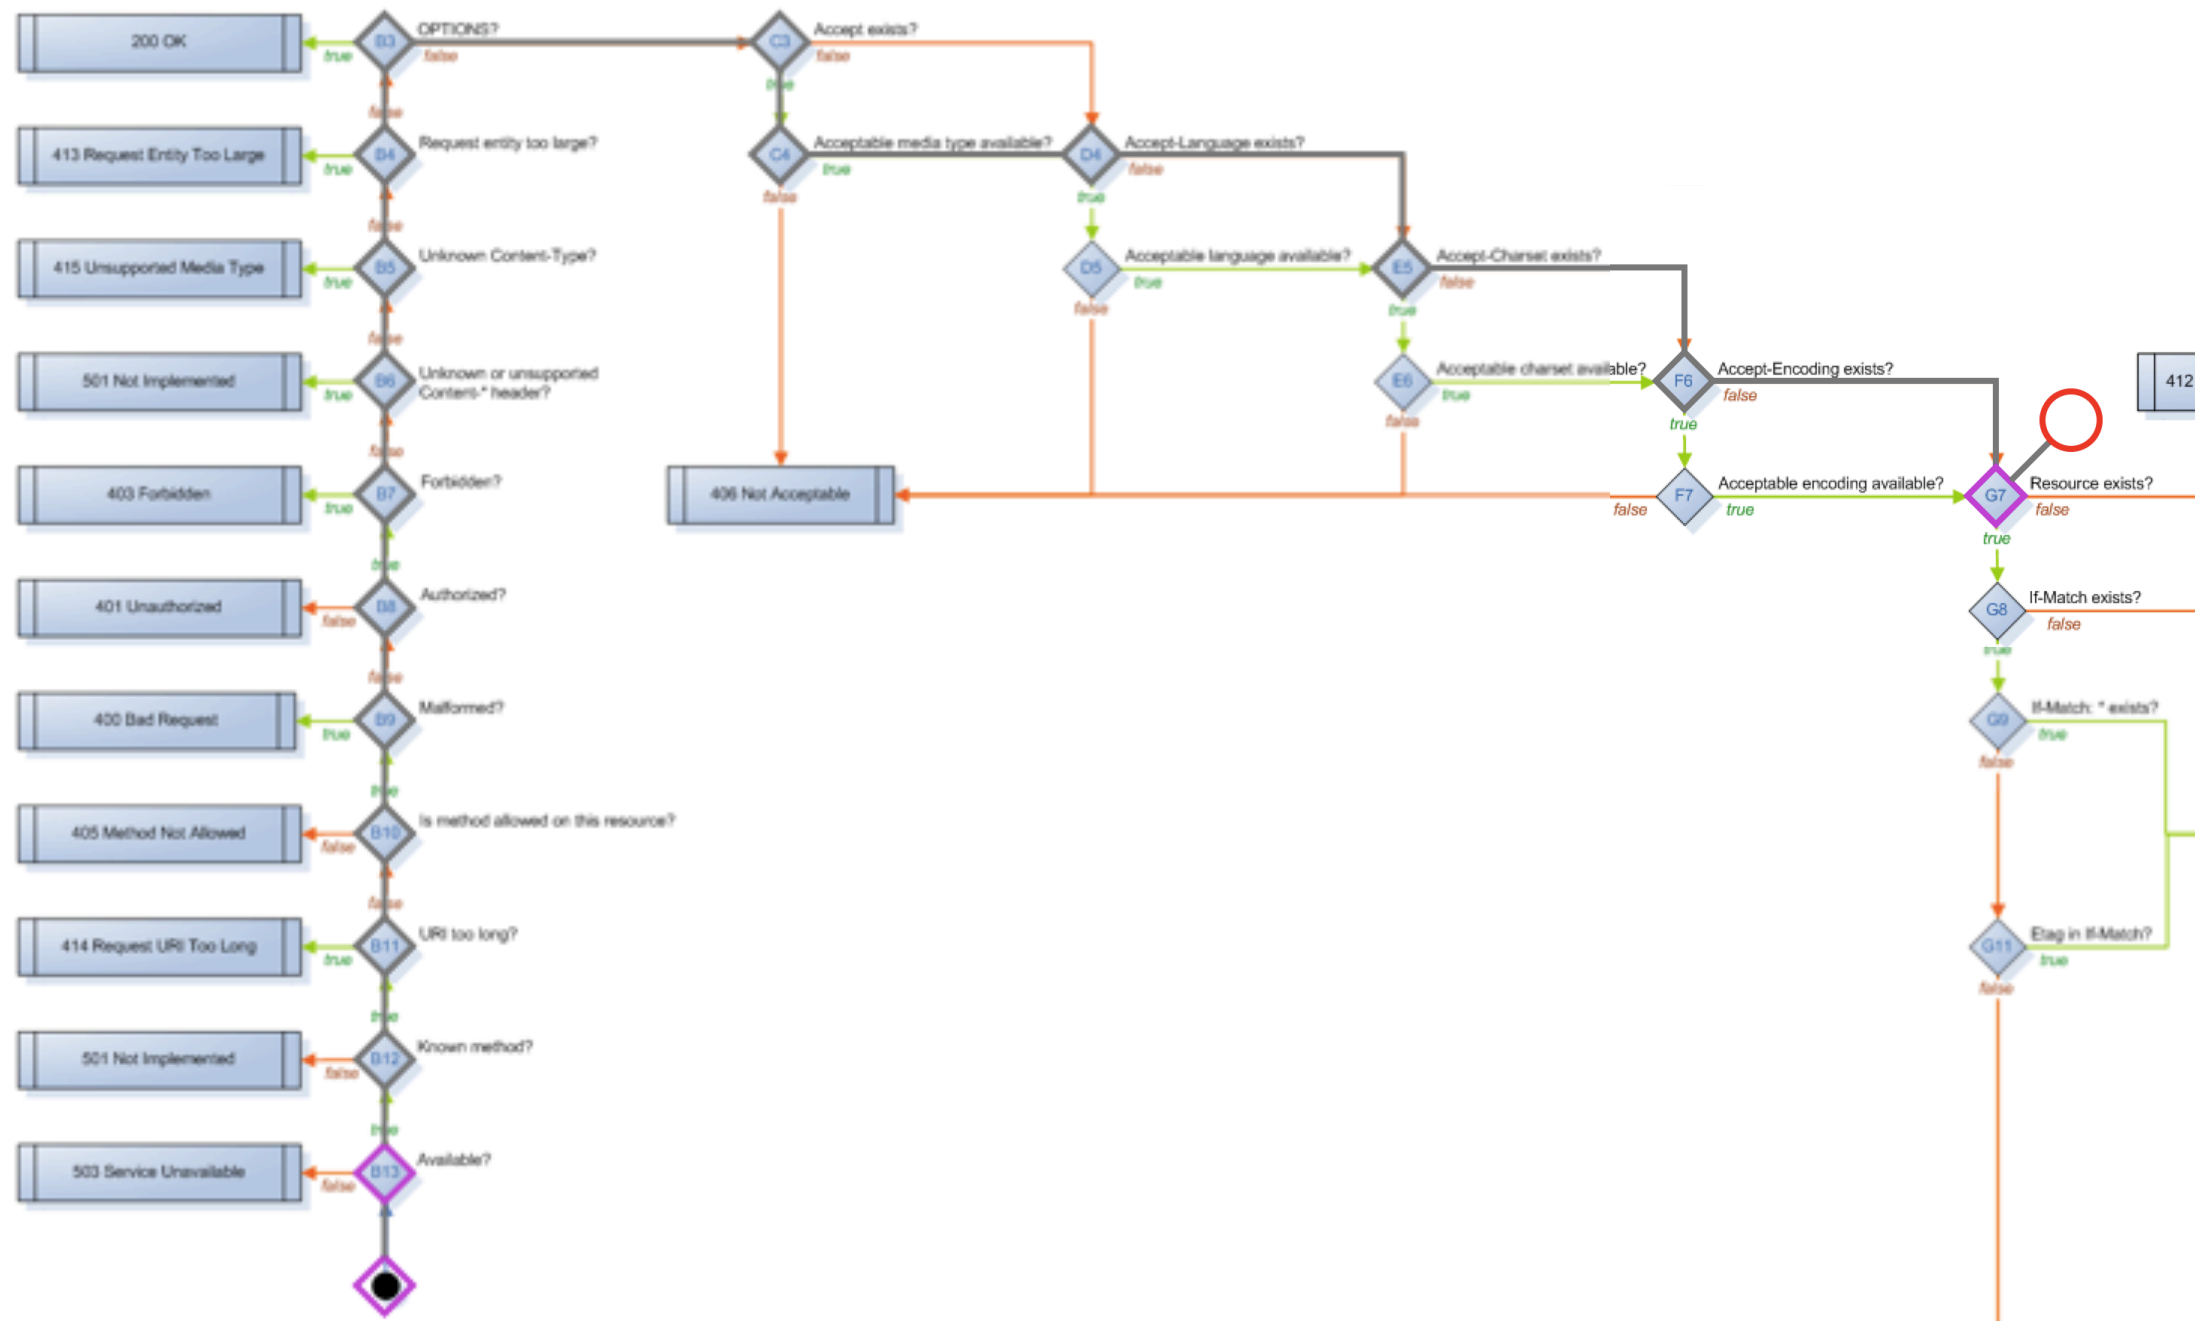 200 OK
true
B3
OPTIONS?
false
C3
Accept exists?
false
true
false
413 Request Entity Too Large
true
B4
Request entity too large?
C4
Acceptable media type available?
true
false
D4
Accept-Language exists?
false
true
false
415 Unsupported Media Type
true
B5
Unknown Content-Type?
D5
Acceptable language available?
true
false
E5
Accept-Charset exists?
false
true
false
501 Not Implemented
true
B6
Unknown or unsupported
Content-* header?
E6
Acceptable charset available?
true
false
F6
Accept-Encoding exists?
false
true
412
false
403 Forbidden
true
B7
Forbidden?
406 Not Acceptable
false
F7
Acceptable encoding available?
true
G7
Resource exists?
false
true
true
401 Unauthorized
false
B8
Authorized?
G8
If-Match exists?
false
true
false
400 Bad Request
true
B9
Malformed?
G9
If-Match: * exists?
true
false
true
405 Method Not Allowed
false
B10
Is method allowed on this resource?
false
414 Request URI Too Long
true
B11
URI too long?
G11
Etag in If-Match?
true
false
true
501 Not Implemented
false
B12
Known method?
true
503 Service Unavailable
false
B13
Available?